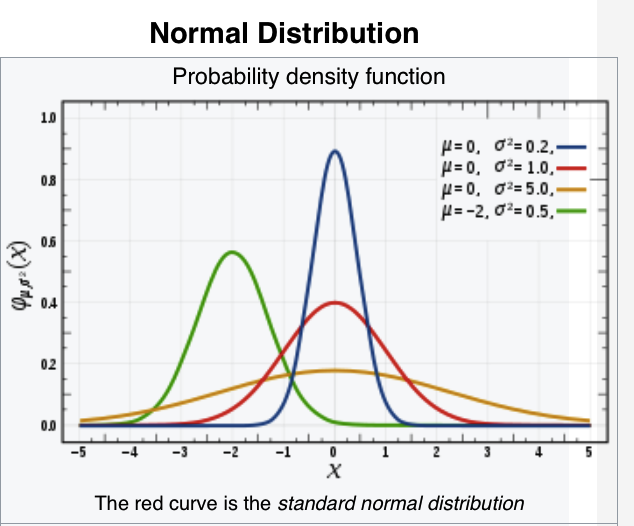 Normal Distribution
Probability density function
μ= 0, σ²= 0.2,
μ= 0, σ²= 1.0,
μ= 0, σ²= 5.0,
μ= −2, σ²= 0.5,
φμ,σ²(x)
1.0
0.8
0.6
0.4
0.2
0.0
−5 −4 −3 −2 −1 0 1 2 3 4 5
x
The red curve is the standard normal distribution